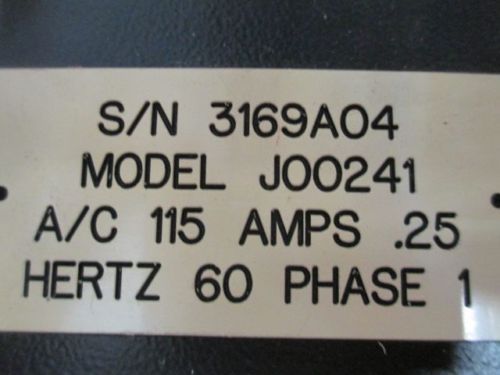 S/N 3169A04
MODEL J00241
A/C 115 AMPS .25
HERTZ 60 PHASE 1